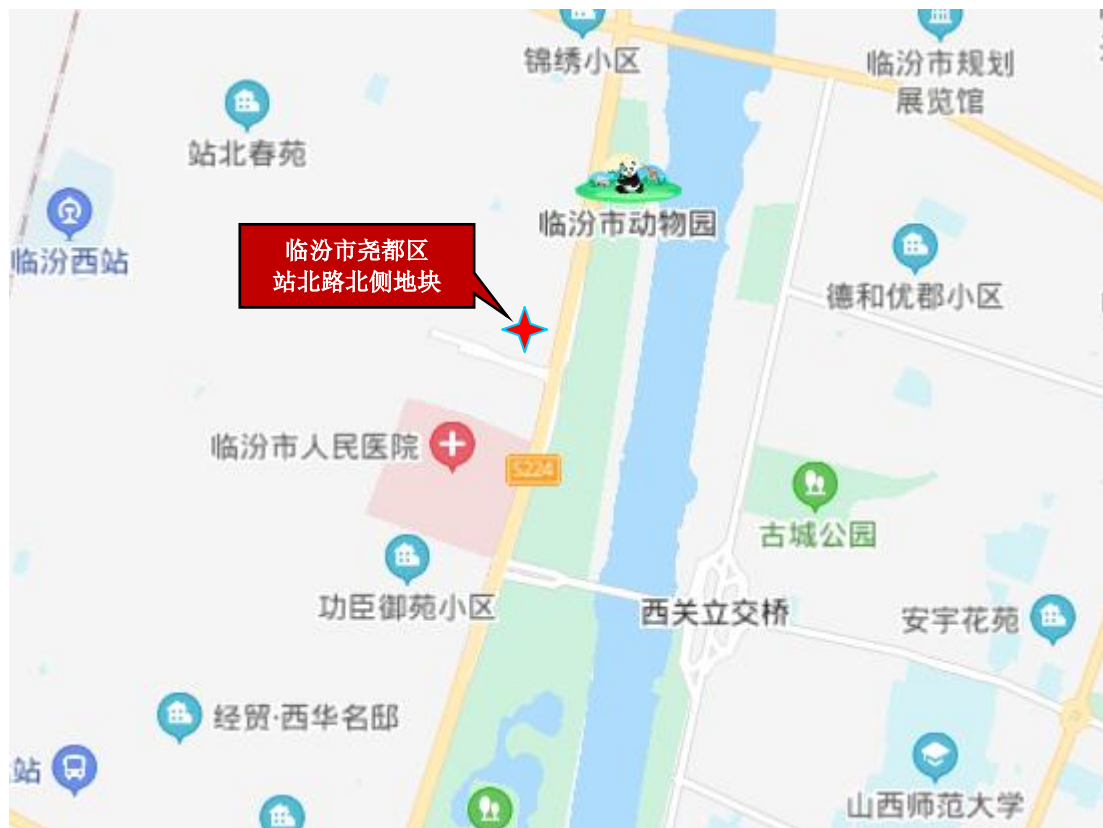 锦绣小区
临汾市规划
展览馆
站北春苑
临汾西站
临汾市动物园
临汾市尧都区
站北路北侧地块
德和优郡小区
临汾市人民医院
S224
古城公园
功臣御苑小区
西关立交桥
安宇花苑
经贸·西华名邸
站
山西师范大学